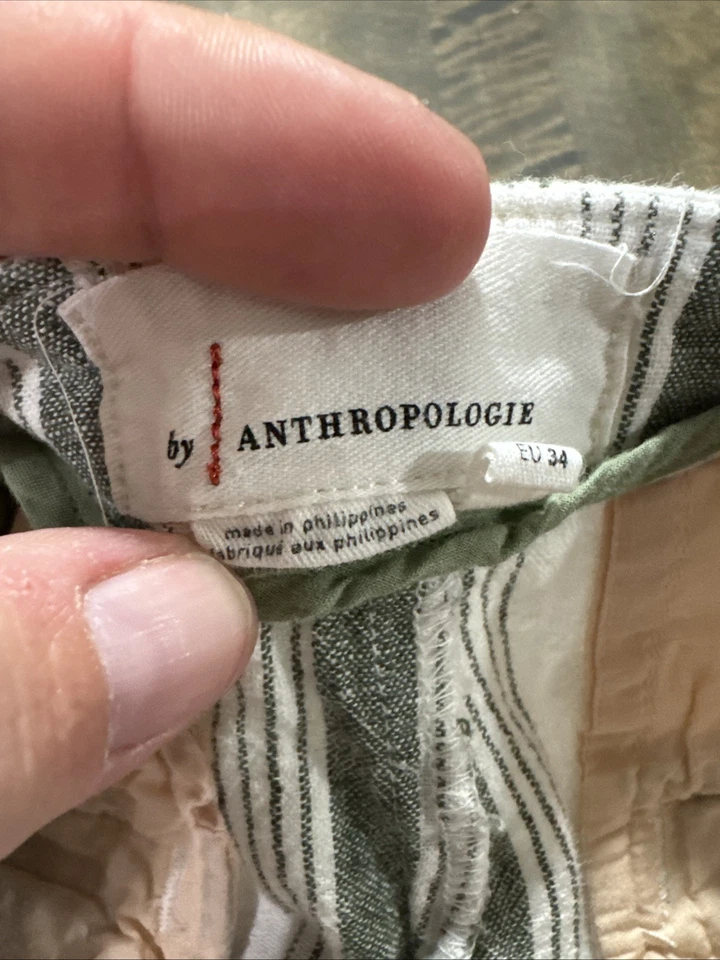 by ANTHROPOLOGIE
EU 34
made in philippines
fabriqué aux philippines